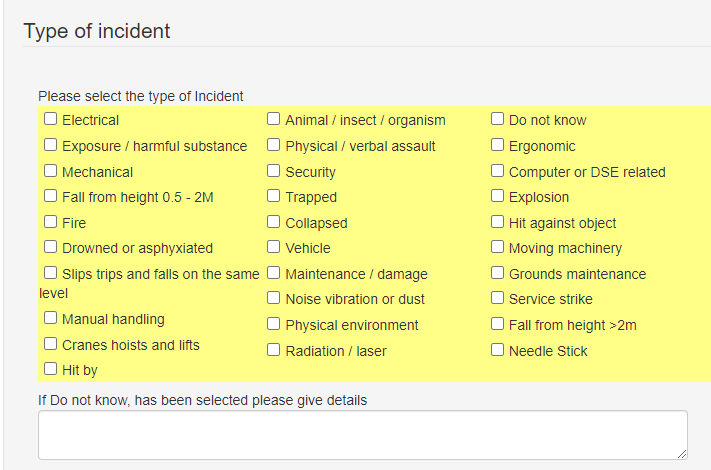 Type of incident
Please select the type of Incident
Electrical
Exposure / harmful substance
Mechanical
Fall from height 0.5 - 2M
Fire
Drowned or asphyxiated
Slips trips and falls on the same
level
Manual handling
Cranes hoists and lifts
Hit by
Animal / insect / organism
Physical / verbal assault
Security
Trapped
Collapsed
Vehicle
Maintenance / damage
Noise vibration or dust
Physical environment
Radiation / laser
Do not know
Ergonomic
Computer or DSE related
Explosion
Hit against object
Moving machinery
Grounds maintenance
Service strike
Fall from height >2m
Needle Stick
If Do not know, has been selected please give details